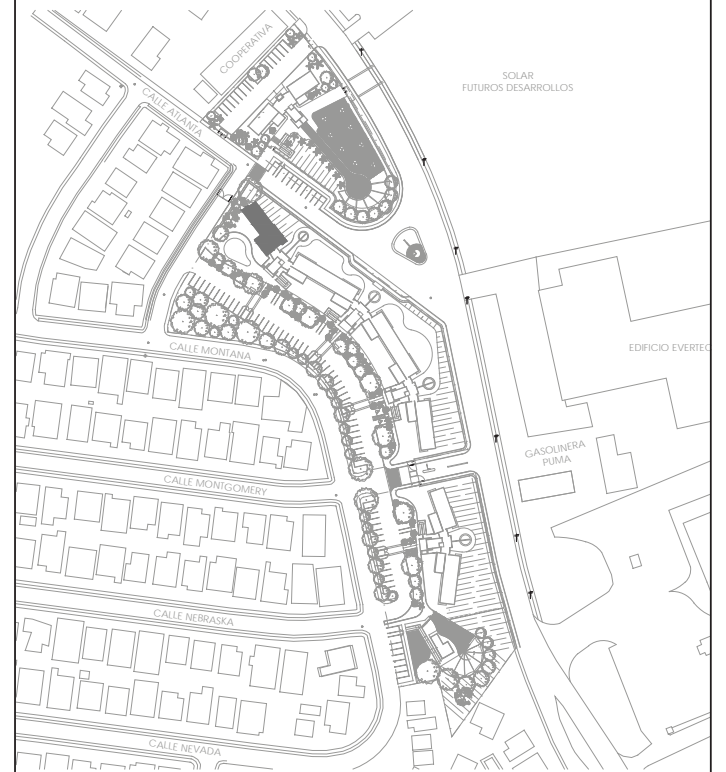 COOPERATIVA
SOLAR
FUTUROS DESARROLLOS
CALLE ATLANTA
EDIFICIO EVERTEC
CALLE MONTANA
GASOLINERA
PUMA
CALLE MONTGOMERY
CALLE NEBRASKA
CALLE NEVADA